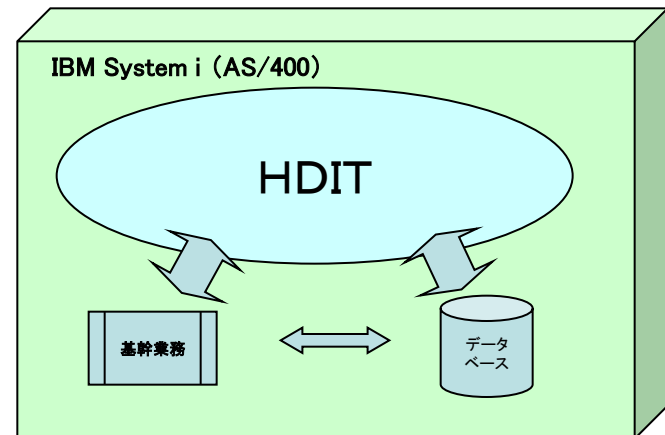 IBM System i （AS/400）
HDIT
基幹業務
データ
ベース